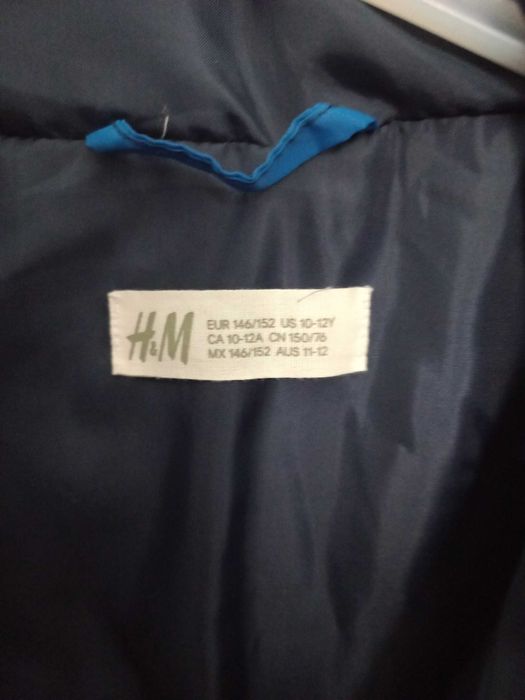 H&M
EUR 146/152 US 10-12Y
CA 10-12A CN 150/76
MX 146/152 AUS 11-12